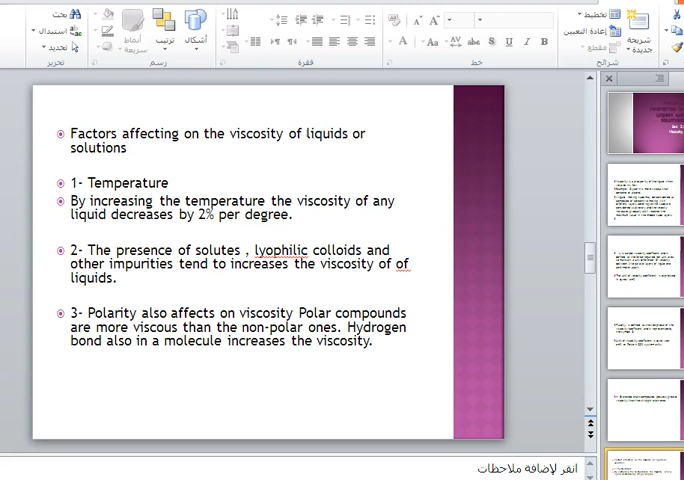 بحث
استبدال
تحديد
تحرير
أشكال
ترتيب
أنماط
سريعة
رسم
فقرة
خط
تخطيط
إعادة التعيين
مقطع
شريحة
جديدة
شرائح
Factors affecting on the viscosity of liquids or
solutions
1- Temperature
By increasing the temperature the viscosity of any
liquid decreases by 2% per degree.
2- The presence of solutes , lyophilic colloids and
other impurities tend to increases the viscosity of of
liquids.
3- Polarity also affects on viscosity Polar compounds
are more viscous than the non-polar ones. Hydrogen
bond also in a molecule increases the viscosity.
انقر لإضافة ملاحظات